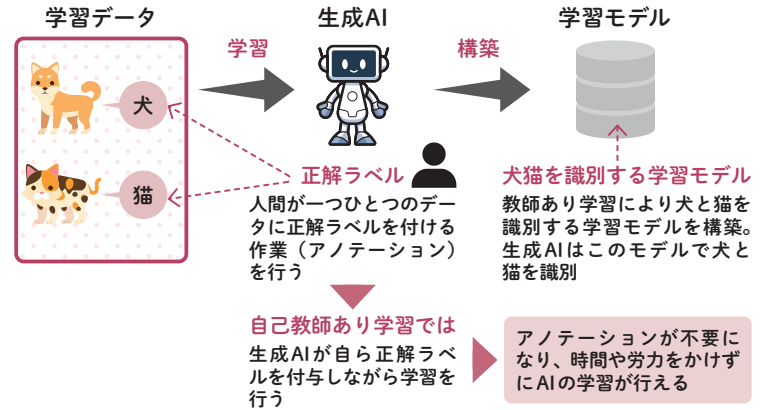 学習データ
生成AI
学習モデル
学習
構築
犬
猫
正解ラベル
人間が一つひとつのデー
タに正解ラベルを付ける
作業（アノテーション）
を行う
犬猫を識別する学習モデル
教師あり学習により犬と猫を
識別する学習モデルを構築。
生成AIはこのモデルで犬と
猫を識別
自己教師あり学習では
生成AIが自ら正解ラベ
ルを付与しながら学習を
行う
アノテーションが不要に
なり、時間や労力をかけず
にAIの学習が行える